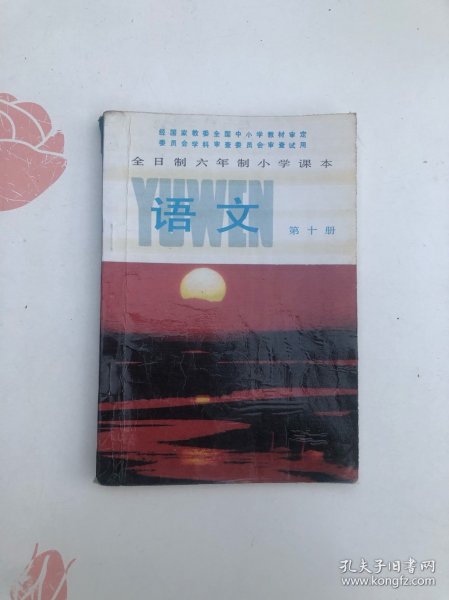 经国家教委全国中小学教材审定
委员会学科审查委员会审查试用
全日制六年制小学课本
YUWEN
语文
第十册
孔夫子旧书网
www.kongfz.com